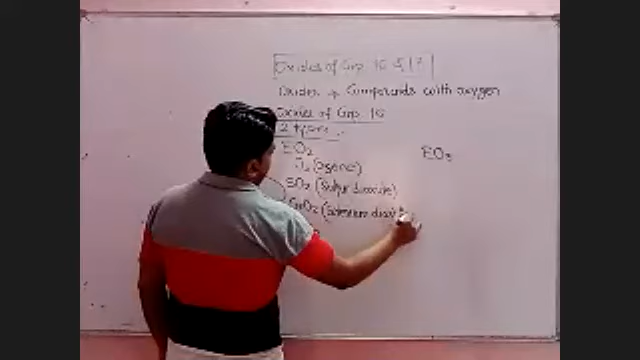 Oxides of Grp. 16 & 17
Oxides → Compounds with oxygen
Oxides of Grp. 16
2 types
EO2
EO3
(ozone)
SO2 (Sulfur dioxide)
SeO2 (Selenium dioxi